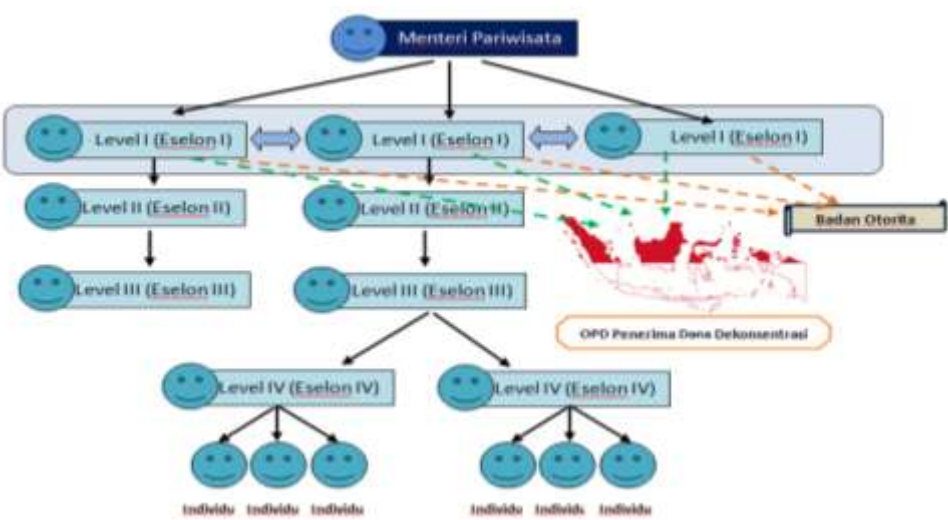 Menteri Pariwisata
Level I (Eselon I)
Level I (Eselon I)
Level I (Eselon I)
Level II (Eselon II)
Level II (Eselon II)
Badan Otorita
Level III (Eselon III)
Level III (Eselon III)
OPD Penerima Dana Dekonsentrasi
Level IV (Eselon IV)
Level IV (Eselon IV)
Individu Individu Individu
Individu Individu Individu